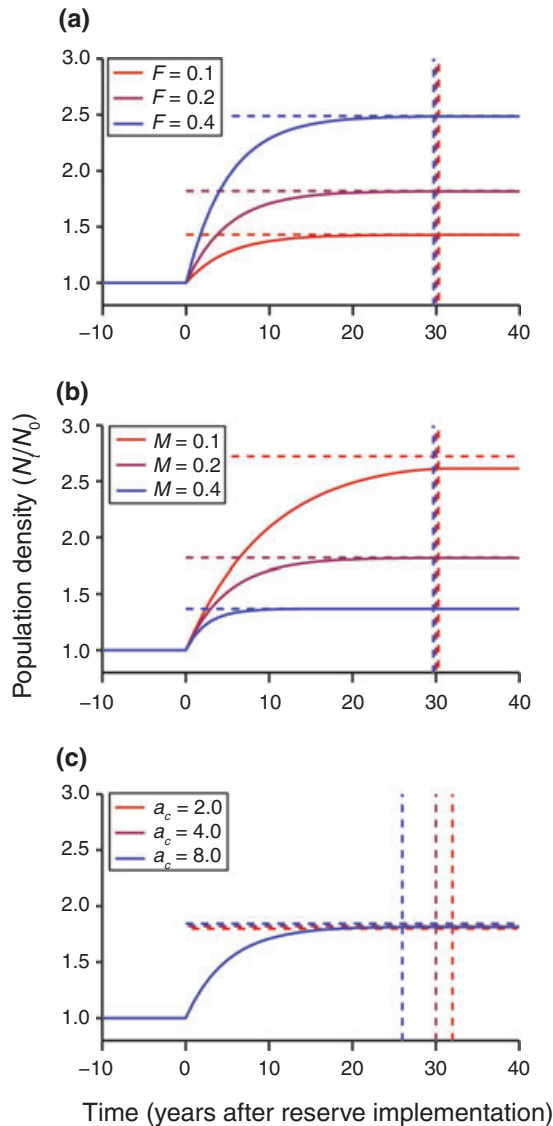 (a)
3.0
2.5
2.0
1.5
1.0
F = 0.1
F = 0.2
F = 0.4
−10 0 10 20 30 40
(b)
3.0
2.5
2.0
1.5
1.0
M = 0.1
M = 0.2
M = 0.4
−10 0 10 20 30 40
Population density (Nt/N0)
(c)
3.0
2.5
2.0
1.5
1.0
ac = 2.0
ac = 4.0
ac = 8.0
−10 0 10 20 30 40
Time (years after reserve implementation)